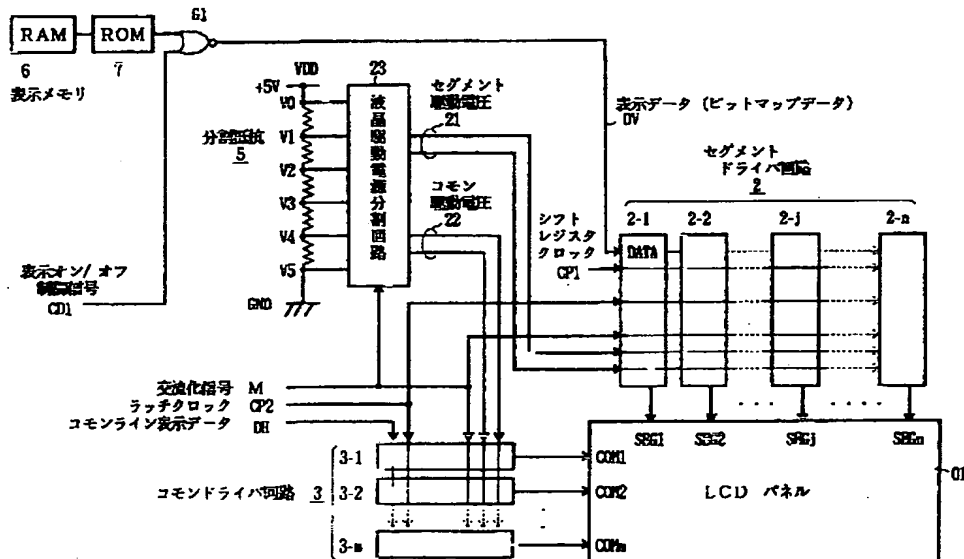 RAM
ROM
G1
6
7
表示メモリ
VDD
+5V
V0
V1
V2
V3
V4
V5
GND
分割抵抗
5
23
液晶駆動電源分割回路
セグメント
駆動電圧
21
コモン
駆動電圧
22
表示データ (ビットマップデータ)
DV
セグメント
ドライバ回路
2
2-1
2-2
2-j
2-n
シフト
レジスタ
クロック
CP1
DATA
表示オン/オフ
制御信号
CD1
交流化信号 M
ラッチクロック CP2
コモンライン表示データ DH
SEG1
SEG2
SEGj
SEGn
コモンドライバ回路 3
3-1
3-2
3-m
COM1
COM2
COMm
LCD パネル
01